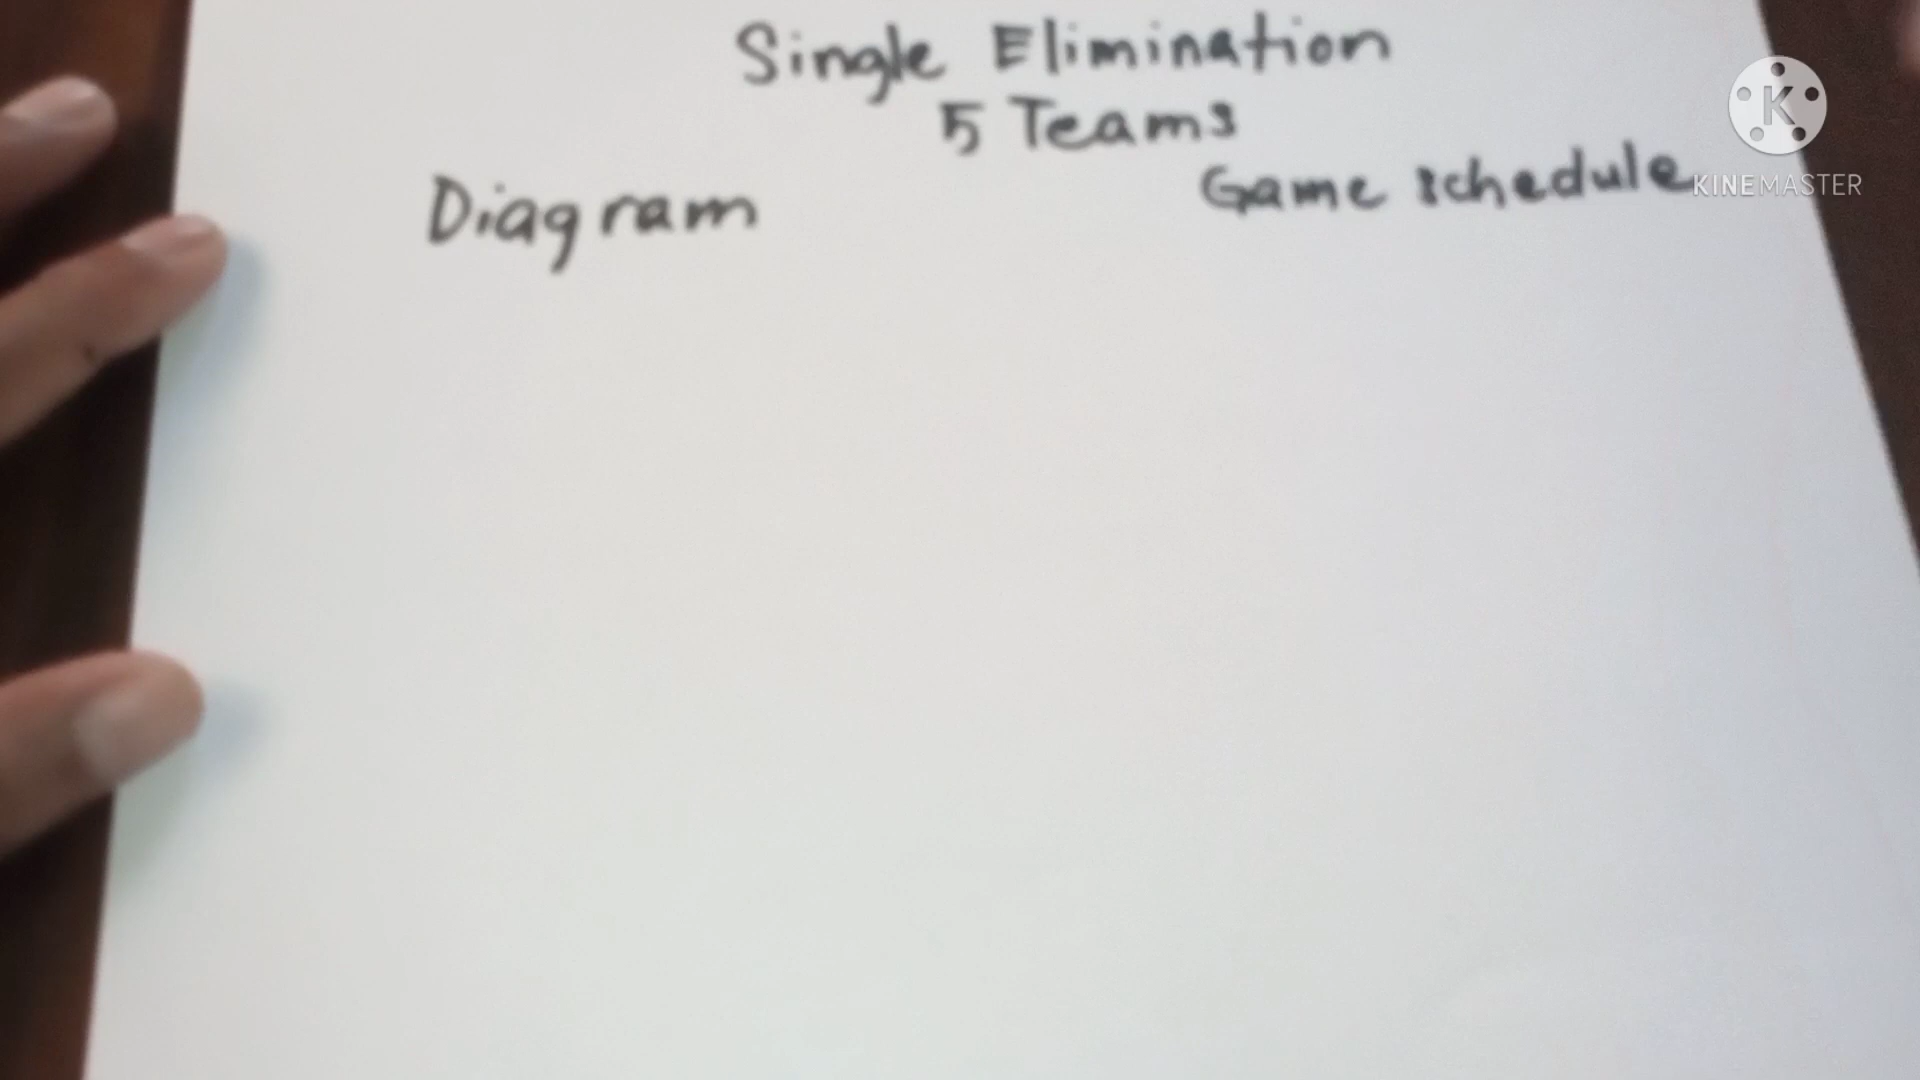 Single Elimination
5 Teams
Diagram
Game schedule
KINEMASTER